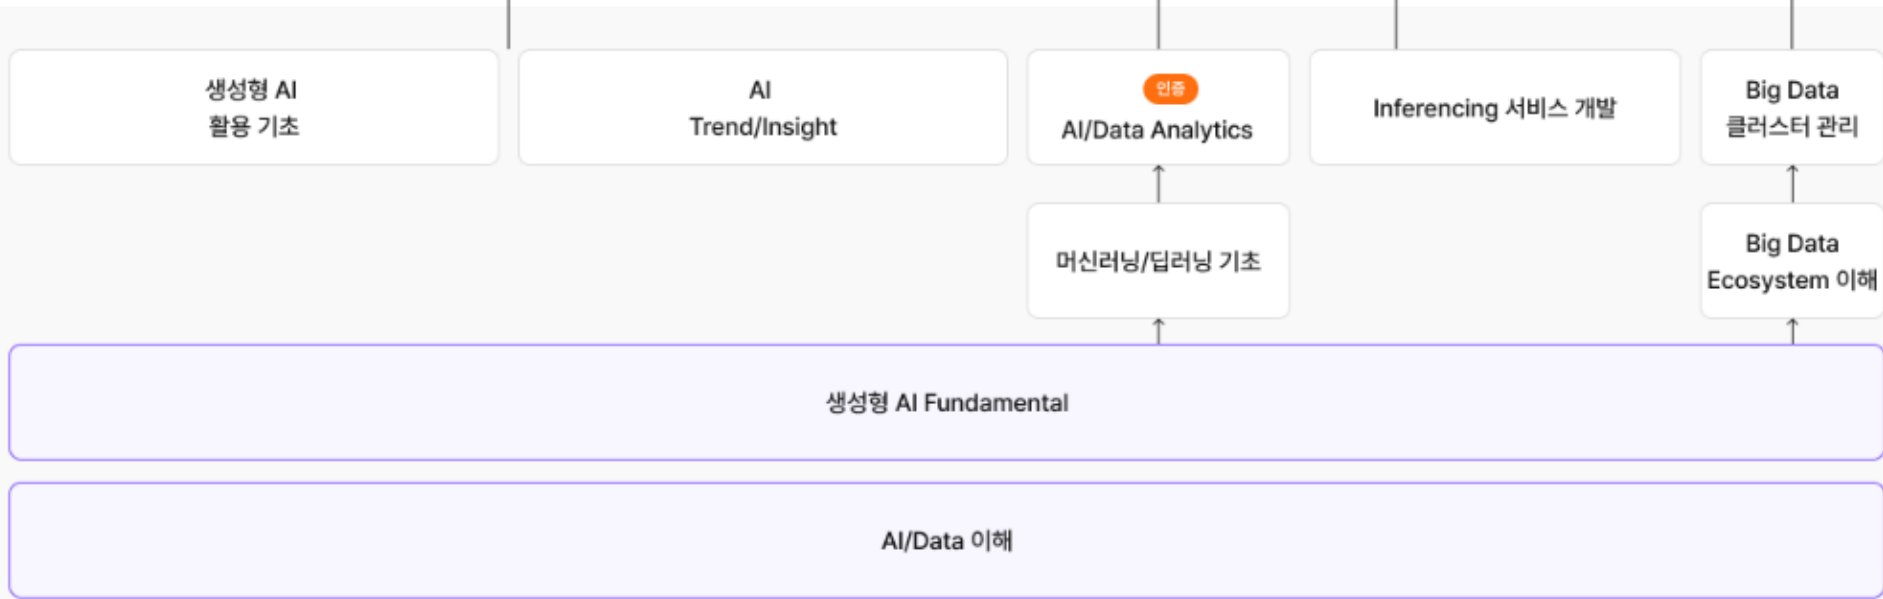 생성형 AI
활용 기초
AI
Trend/Insight
인증
AI/Data Analytics
Inferencing 서비스 개발
Big Data
클러스터 관리
머신러닝/딥러닝 기초
Big Data
Ecosystem 이해
생성형 AI Fundamental
AI/Data 이해